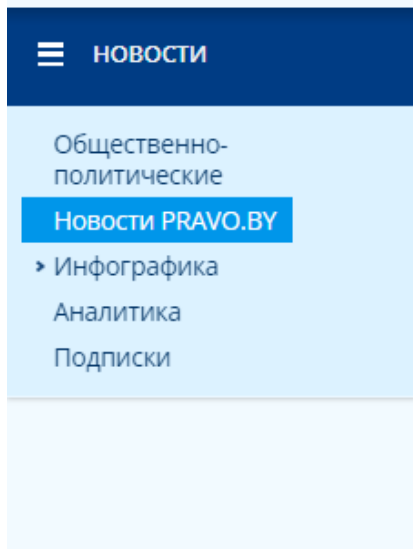 НОВОСТИ
Общественно-
политические
Новости PRAVO.BY
Инфографика
Аналитика
Подписки